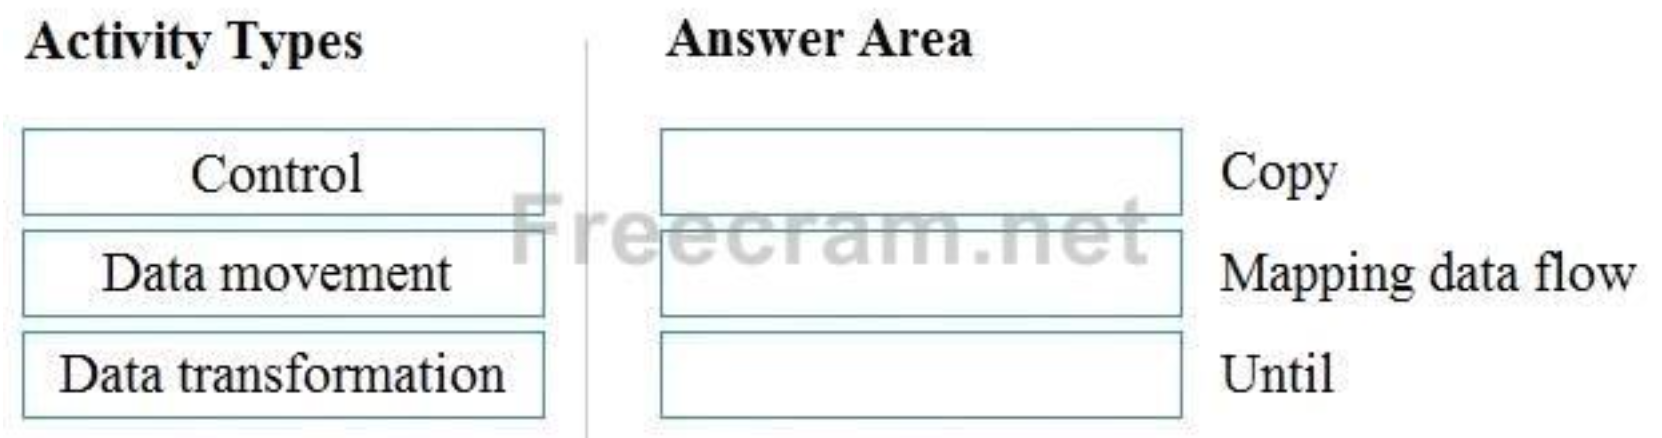 Activity Types
Answer Area
Control
Copy
Freecram.net
Data movement
Mapping data flow
Data transformation
Until